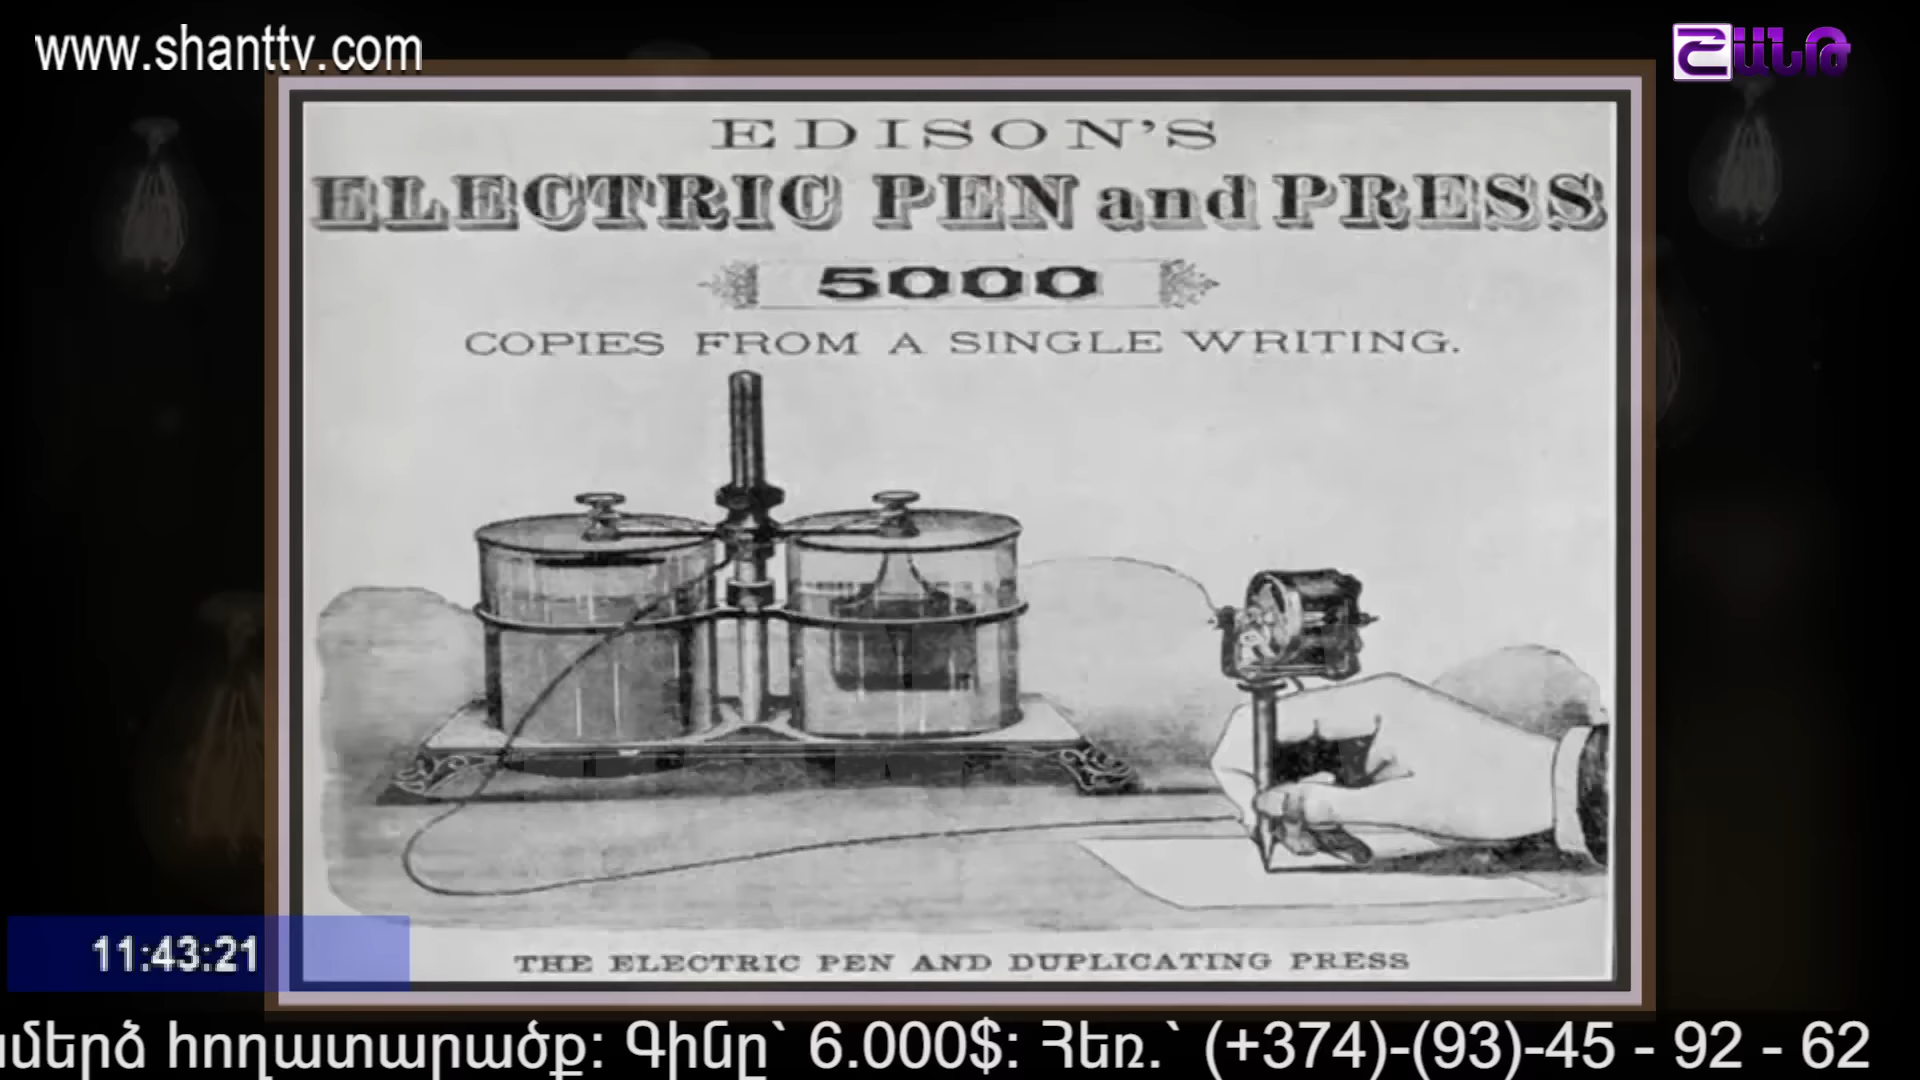 www.shanttv.com
ՇԱՆԹ
EDISON'S
ELECTRIC PEN and PRESS
5000
COPIES FROM A SINGLE WRITING.
THE ELECTRIC PEN AND DUPLICATING PRESS
11:43:21
հողատարածք: Գինը՝ 6.000$: Հեռ.՝ (+374)-(93)-45 - 92 - 62